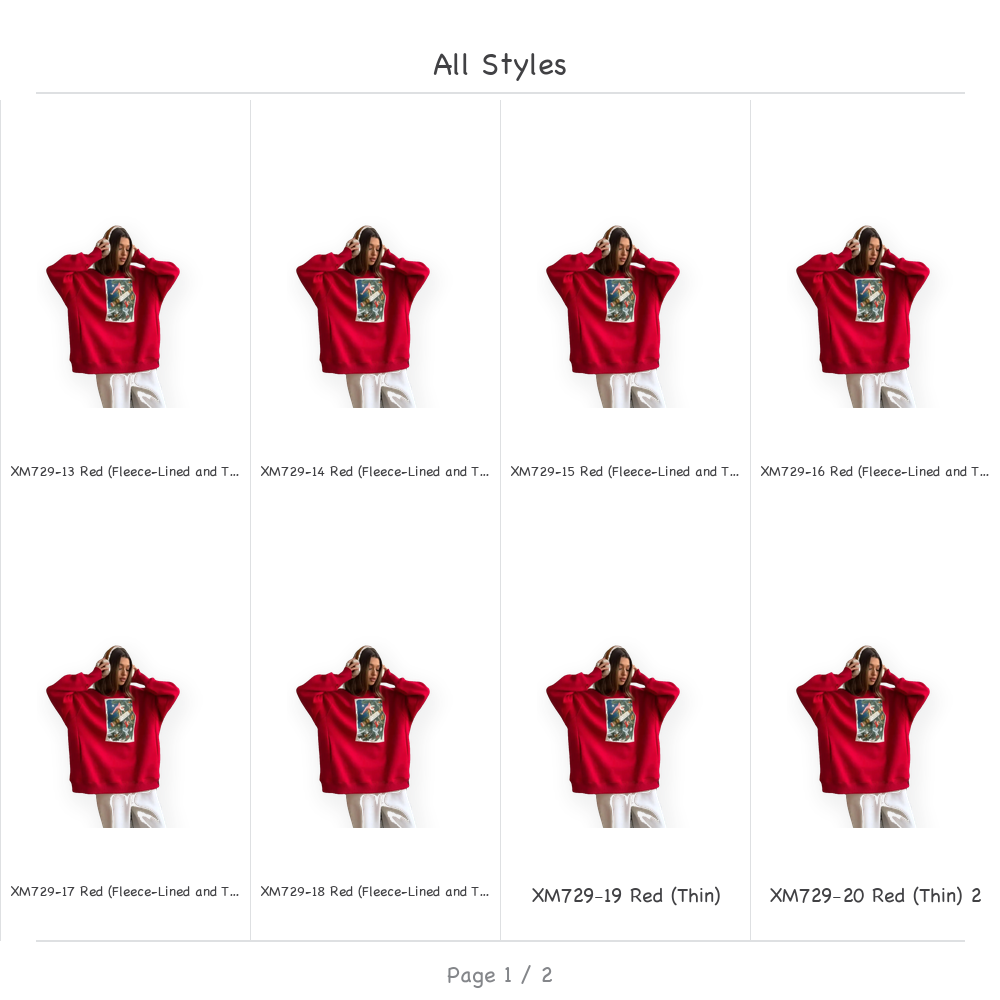 All Styles
XM729-13 Red (Fleece-Lined and T...
XM729-14 Red (Fleece-Lined and T...
XM729-15 Red (Fleece-Lined and T...
XM729-16 Red (Fleece-Lined and T...
XM729-17 Red (Fleece-Lined and T...
XM729-18 Red (Fleece-Lined and T...
XM729-19 Red (Thin)
XM729-20 Red (Thin) 2
Page 1 / 2